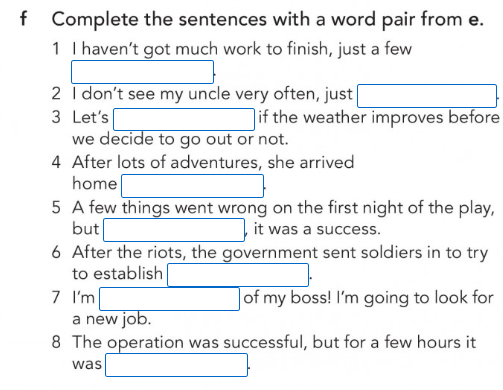 f Complete the sentences with a word pair from e.
1 I haven't got much work to finish, just a few
.
2 I don't see my uncle very often, just .
3 Let's if the weather improves before
we decide to go out or not.
4 After lots of adventures, she arrived
home .
5 A few things went wrong on the first night of the play,
but , it was a success.
6 After the riots, the government sent soldiers in to try
to establish .
7 I'm of my boss! I'm going to look for
a new job.
8 The operation was successful, but for a few hours it
was .